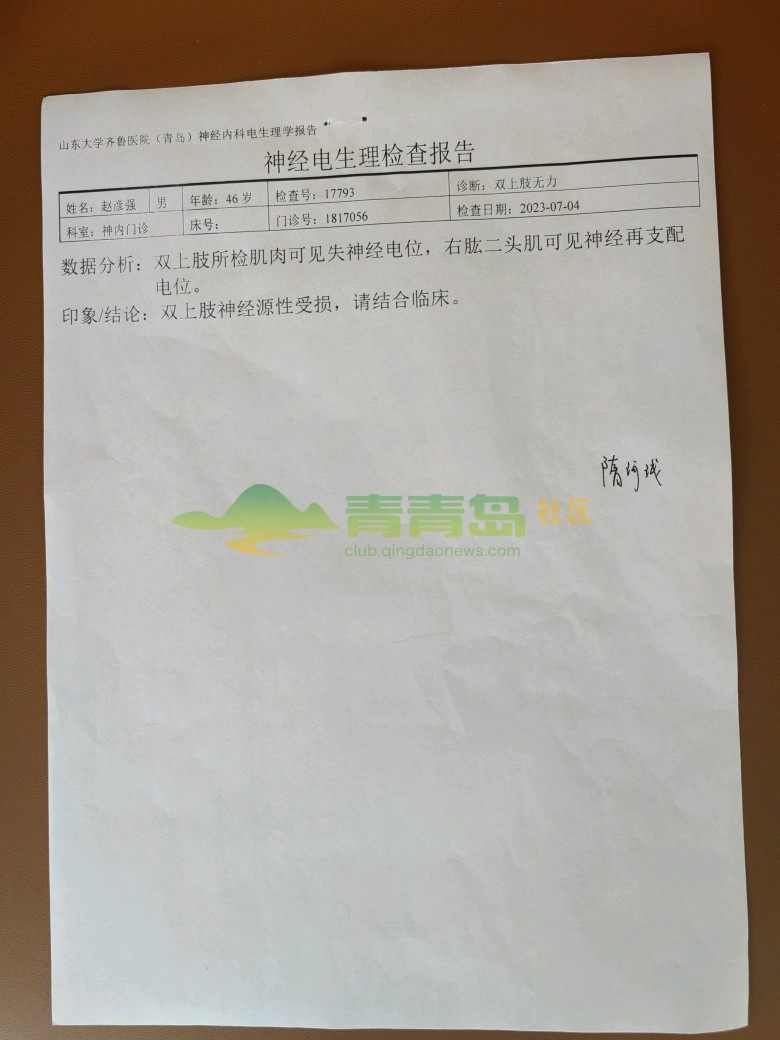 山东大学齐鲁医院（青岛）神经内科电生理学报告
神经电生理检查报告
姓名：赵彦强 男 年龄：46 岁 检查号：17793 诊断：双上肢无力
科室：神内门诊 床号： 门诊号：1817056 检查日期：2023-07-04
数据分析：双上肢所检肌肉可见失神经电位，右肱二头肌可见神经再支配
电位。
印象/结论：双上肢神经源性受损，请结合临床。
青青岛 社区
club.qingdaonews.com